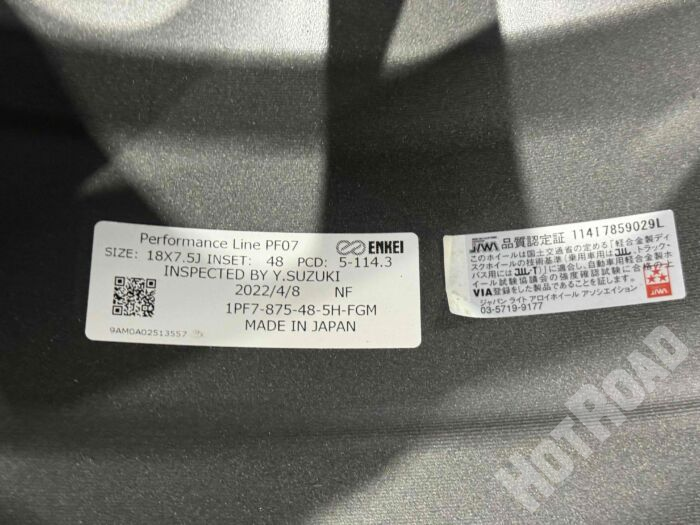 Performance Line PF07
ENKEI
SIZE: 18X7.5J INSET: 48 PCD: 5-114.3
INSPECTED BY Y.SUZUKI
2022/4/8 NF
1PF7-875-48-5H-FGM
MADE IN JAPAN
9AM0A02513557
JAWA 品質認定証 11417859029L
このホイールは国土交通省の定める「軽合金製ディ
スクホイールの技術基準（乗用車用はJWL トラック・
バス用はJWL-T）」に適合し、自動車用軽合金製ホ
イール試験協議会の強度確認試験に合格の上
VIA登録をした製品であることを証します。
ジャパン ライト アロイホイール アソシエイション
03-5719-9177
JAWA
HOTROAD